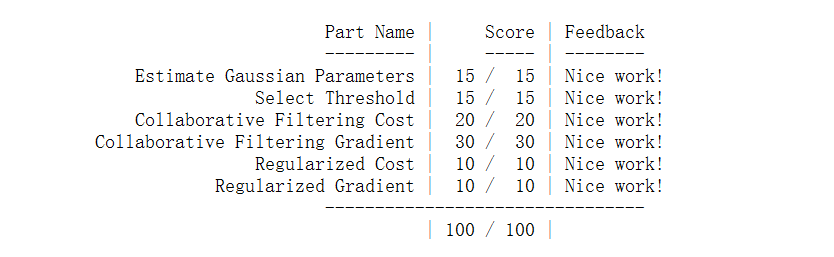 Part Name |     Score | Feedback
--------- |     ----- | --------
Estimate Gaussian Parameters |  15 /  15 | Nice work!
Select Threshold |  15 /  15 | Nice work!
Collaborative Filtering Cost |  20 /  20 | Nice work!
Collaborative Filtering Gradient |  30 /  30 | Nice work!
Regularized Cost |  10 /  10 | Nice work!
Regularized Gradient |  10 /  10 | Nice work!
--------------------------------
| 100 / 100 |